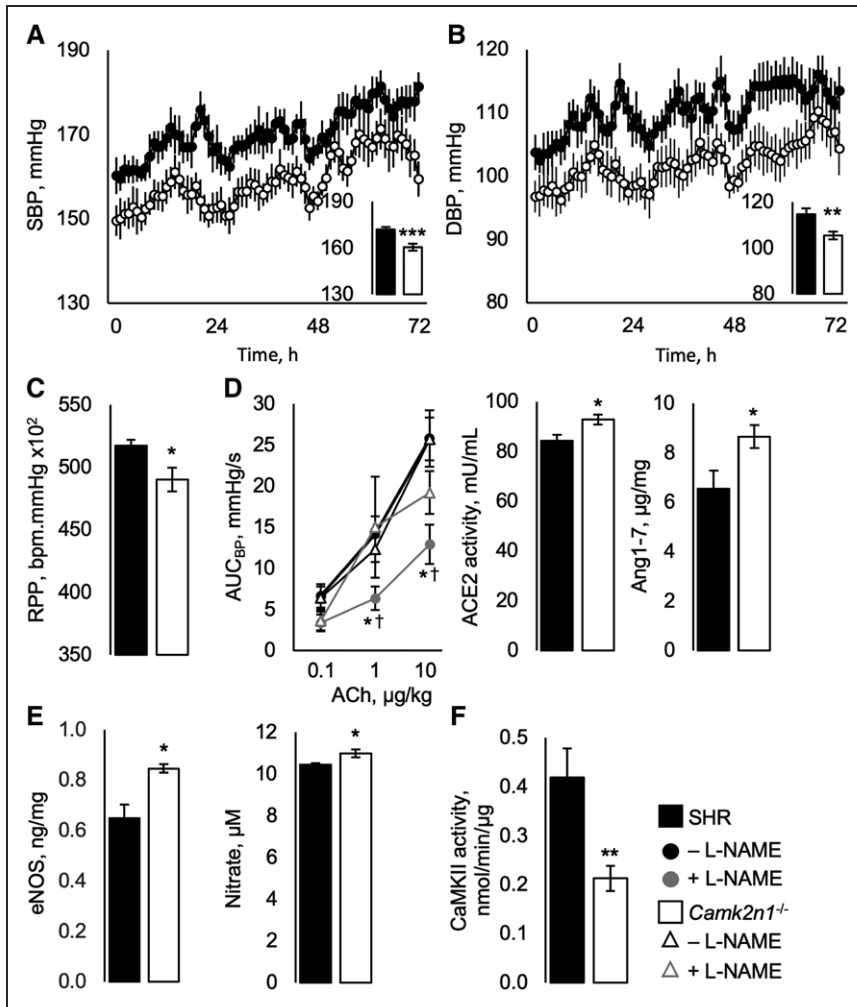 A
190
170
150
130
SBP, mmHg
0 24 48 72
Time, h
190
160
130
***
B
120
110
100
90
80
DBP, mmHg
0 24 48 72
Time, h
120
100
80
**
C
550
500
450
400
350
RPP, bpm.mmHg x10²
*
D
30
25
20
15
10
5
0
AUC_BP, mmHg/s
*†
*†
0.1 1 10
ACh, µg/kg
100
80
60
40
20
0
ACE2 activity, mU/mL
*
10
8
6
4
2
0
Ang1-7, µg/mg
*
E
1.0
0.8
0.6
0.4
0.2
0.0
eNOS, ng/mg
*
12
10
8
6
4
2
0
Nitrate, µM
*
F
0.5
0.4
0.3
0.2
0.1
0.0
CaMKII activity,
nmol/min/µg
**
SHR
– L-NAME
+ L-NAME
Camk2n1⁻/⁻
– L-NAME
+ L-NAME